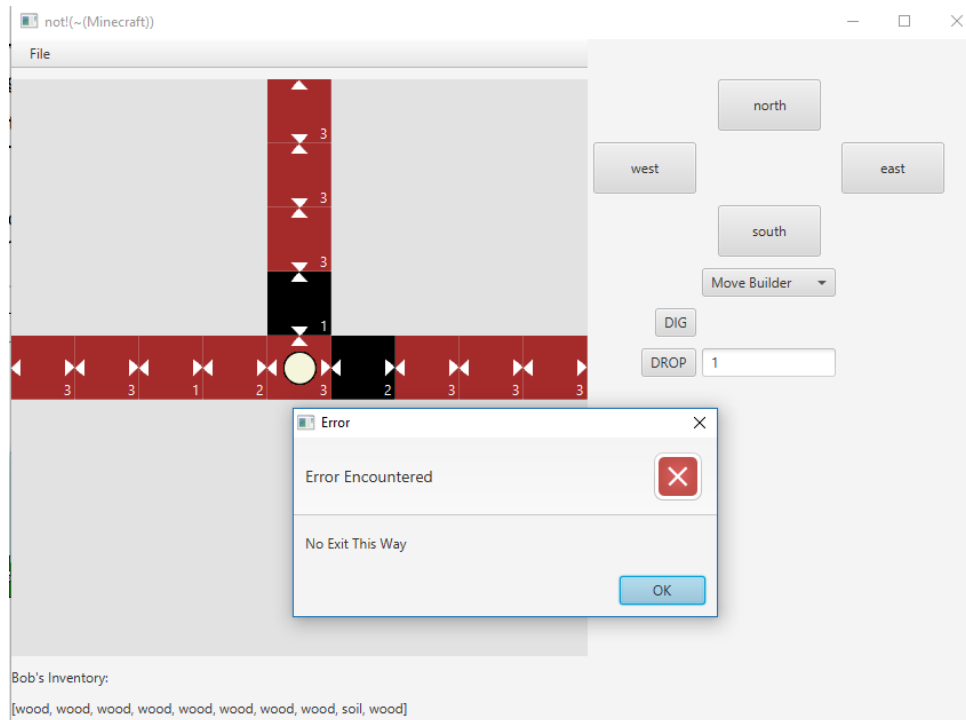 not!(~(Minecraft))
File
north
west
east
south
Move Builder
DIG
DROP 1
3
3
3
1
3 3 1 2 3 2 3 3 3
Error
Error Encountered
No Exit This Way
OK
Bob's Inventory:
[wood, wood, wood, wood, wood, wood, wood, wood, soil, wood]